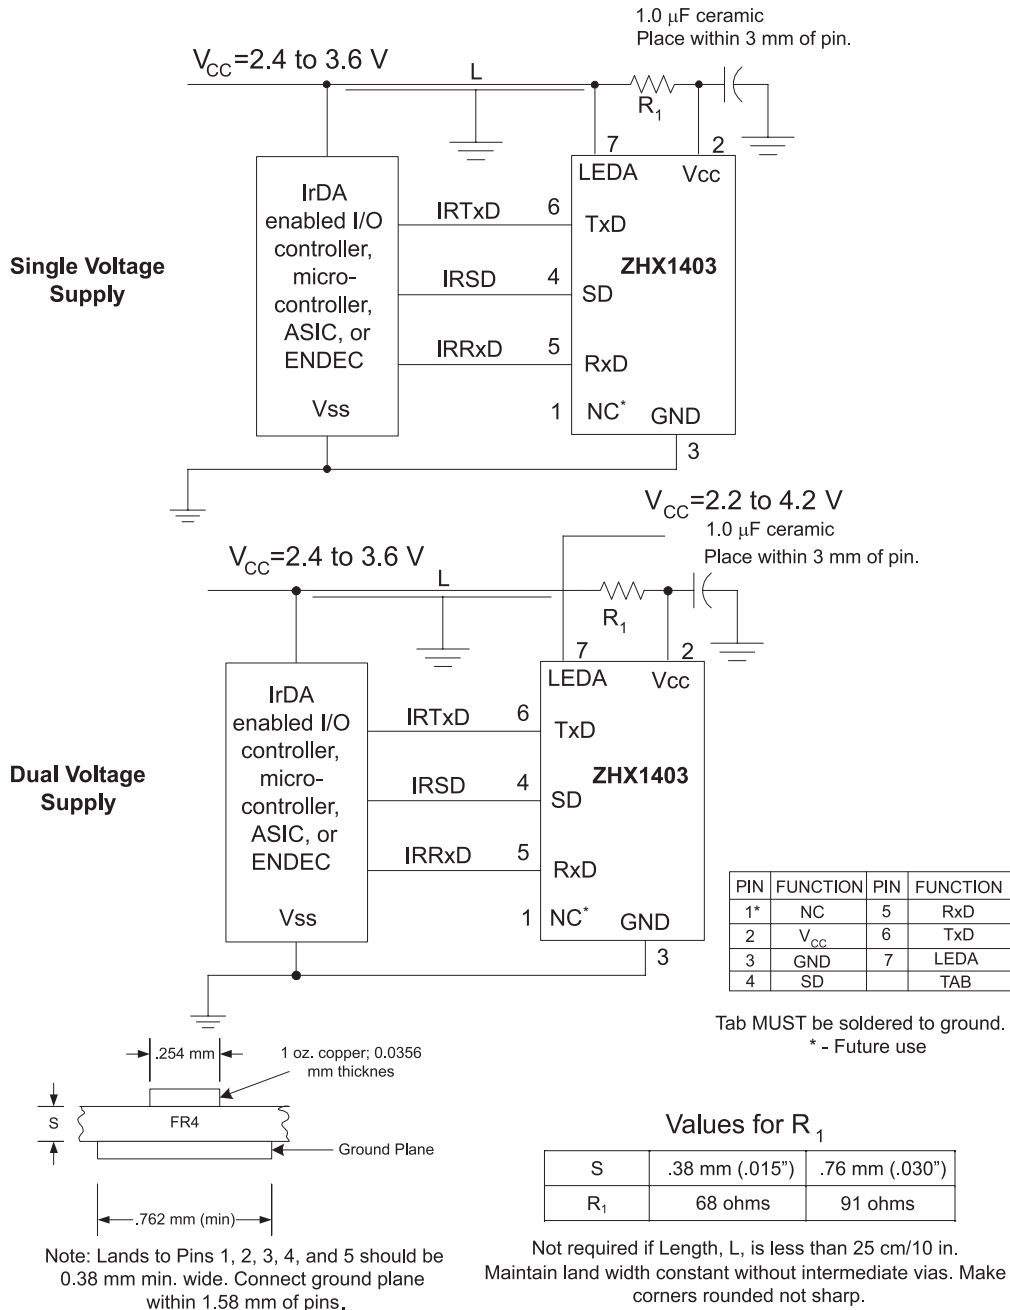 1.0 μF ceramic
Place within 3 mm of pin.
VCC=2.4 to 3.6 V
L
R1
7
2
LEDA
Vcc
IrDA
enabled I/O
controller,
micro-
controller,
ASIC, or
ENDEC
Vss
IRTxD
6
TxD
Single Voltage
Supply
ZHX1403
IRSD
4
SD
IRRxD
5
RxD
1
NC*
GND
3
VCC=2.2 to 4.2 V
1.0 μF ceramic
Place within 3 mm of pin.
VCC=2.4 to 3.6 V
L
R1
7
2
LEDA
Vcc
IrDA
enabled I/O
controller,
micro-
controller,
ASIC, or
ENDEC
Vss
IRTxD
6
TxD
Dual Voltage
Supply
ZHX1403
IRSD
4
SD
IRRxD
5
RxD
1
NC*
GND
3
PIN FUNCTION PIN FUNCTION
1* NC 5 RxD
2 VCC 6 TxD
3 GND 7 LEDA
4 SD TAB
Tab MUST be soldered to ground.
* - Future use
.254 mm
1 oz. copper; 0.0356
mm thicknes
S
FR4
Ground Plane
.762 mm (min)
Note: Lands to Pins 1, 2, 3, 4, and 5 should be
0.38 mm min. wide. Connect ground plane
within 1.58 mm of pins.
Values for R1
S .38 mm (.015”) .76 mm (.030”)
R1 68 ohms 91 ohms
Not required if Length, L, is less than 25 cm/10 in.
Maintain land width constant without intermediate vias. Make
corners rounded not sharp.